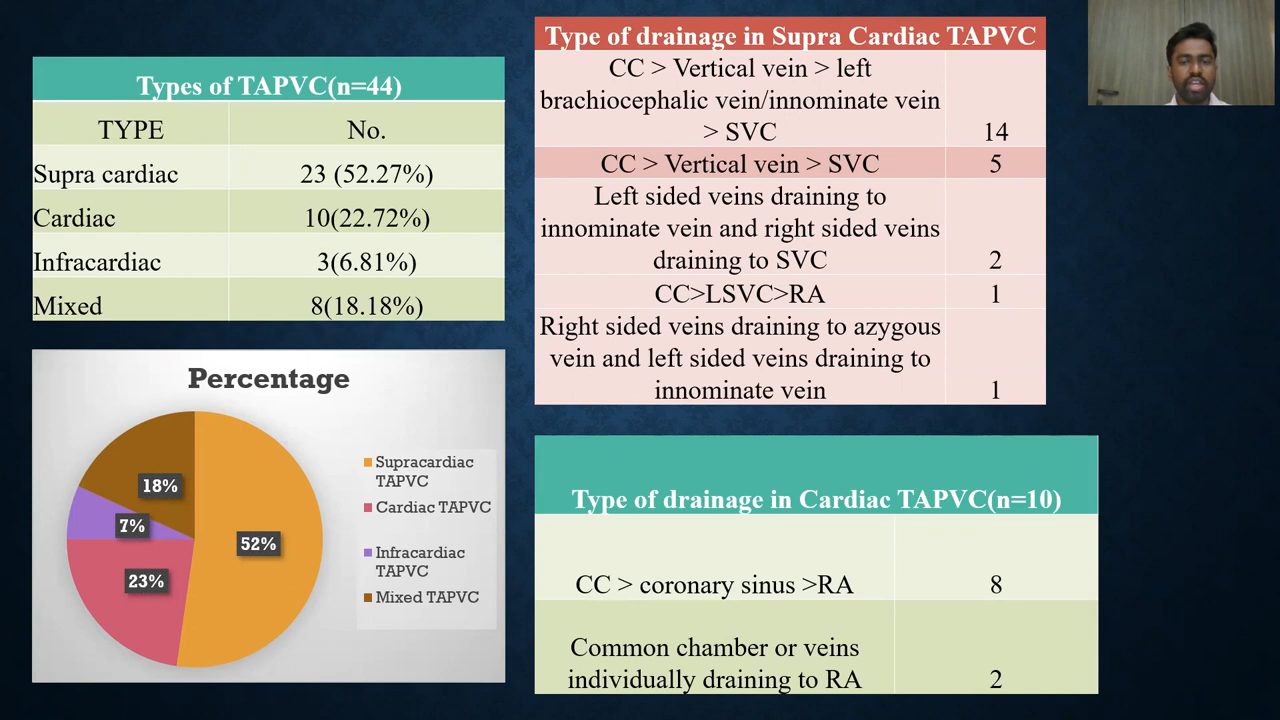 Types of TAPVC(n=44)
TYPE No.
Supra cardiac 23 (52.27%)
Cardiac 10(22.72%)
Infracardiac 3(6.81%)
Mixed 8(18.18%)
Percentage
18%
7%
52%
23%
Supracardiac
TAPVC
Cardiac TAPVC
Infracardiac
TAPVC
Mixed TAPVC
Type of drainage in Supra Cardiac TAPVC
CC > Vertical vein > left
brachiocephalic vein/innominate vein
> SVC 14
CC > Vertical vein > SVC 5
Left sided veins draining to
innominate vein and right sided veins
draining to SVC 2
CC>LSVC>RA 1
Right sided veins draining to azygous
vein and left sided veins draining to
innominate vein 1
Type of drainage in Cardiac TAPVC(n=10)
CC > coronary sinus >RA 8
Common chamber or veins
individually draining to RA 2